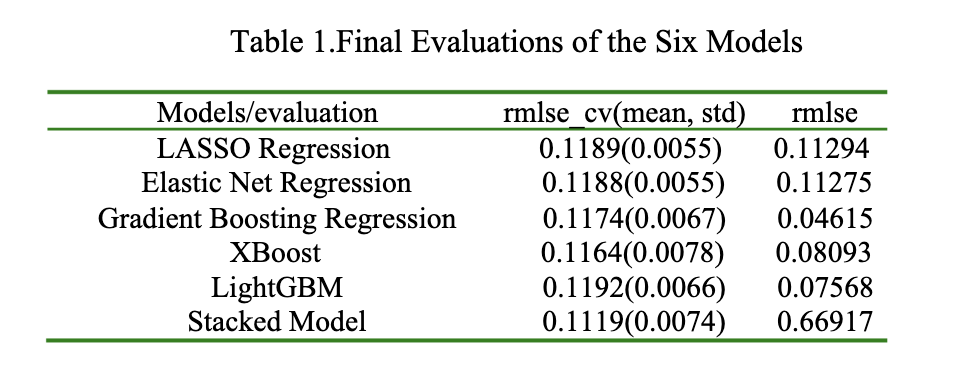 Table 1.Final Evaluations of the Six Models
Models/evaluation rmlse_cv(mean, std) rmlse
LASSO Regression 0.1189(0.0055) 0.11294
Elastic Net Regression 0.1188(0.0055) 0.11275
Gradient Boosting Regression 0.1174(0.0067) 0.04615
XBoost 0.1164(0.0078) 0.08093
LightGBM 0.1192(0.0066) 0.07568
Stacked Model 0.1119(0.0074) 0.66917